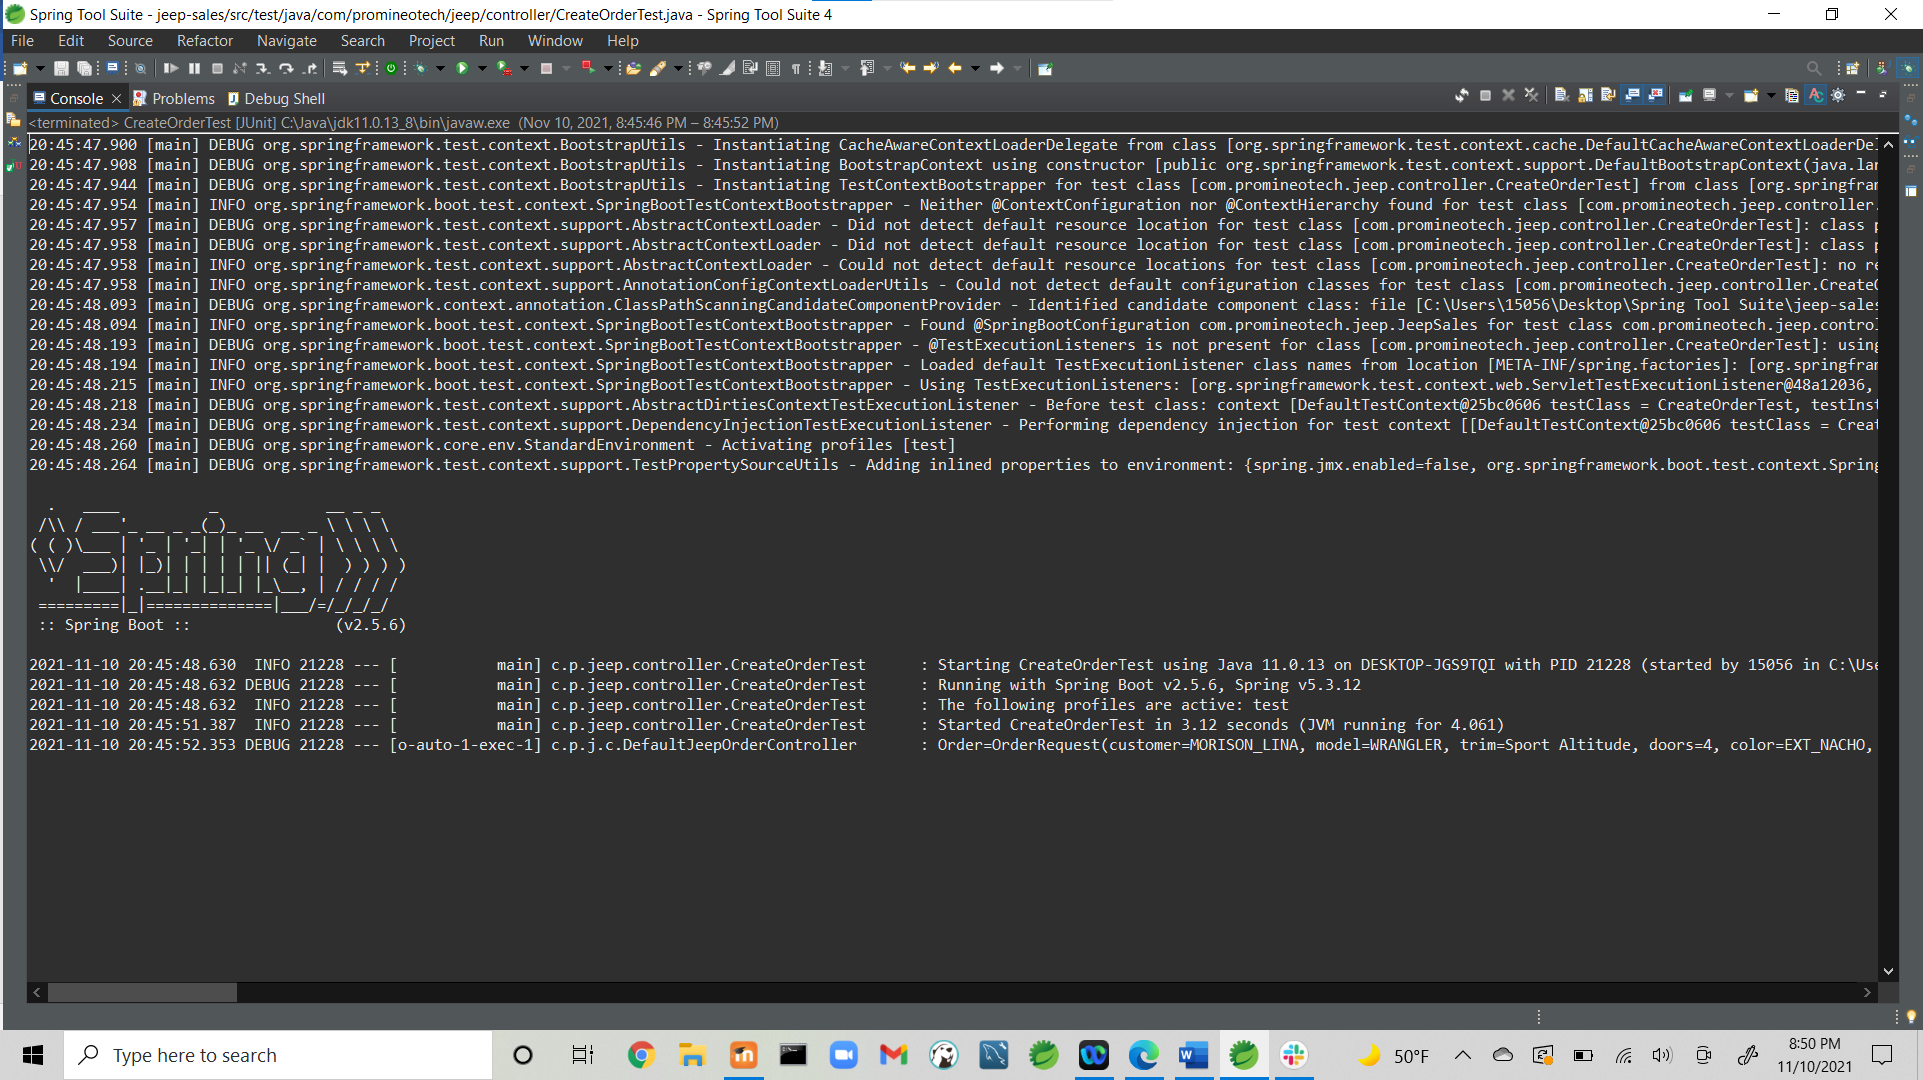 Spring Tool Suite - jeep-sales/src/test/java/com/promineotech/jeep/controller/CreateOrderTest.java - Spring Tool Suite 4
File Edit Source Refactor Navigate Search Project Run Window Help
Console Problems Debug Shell
<terminated> CreateOrderTest [JUnit] C:\Java\jdk11.0.13_8\bin\javaw.exe (Nov 10, 2021, 8:45:46 PM – 8:45:52 PM)
20:45:47.900 [main] DEBUG org.springframework.test.context.BootstrapUtils - Instantiating CacheAwareContextLoaderDelegate from class [org.springframework.test.context.cache.DefaultCacheAwareContextLoaderDe
20:45:47.908 [main] DEBUG org.springframework.test.context.BootstrapUtils - Instantiating BootstrapContext using constructor [public org.springframework.test.context.support.DefaultBootstrapContext(java.lan
20:45:47.944 [main] DEBUG org.springframework.test.context.BootstrapUtils - Instantiating TestContextBootstrapper for test class [com.promineotech.jeep.controller.CreateOrderTest] from class [org.springfram
20:45:47.954 [main] INFO org.springframework.boot.test.context.SpringBootTestContextBootstrapper - Neither @ContextConfiguration nor @ContextHierarchy found for test class [com.promineotech.jeep.controller.
20:45:47.957 [main] DEBUG org.springframework.test.context.support.AbstractContextLoader - Did not detect default resource location for test class [com.promineotech.jeep.controller.CreateOrderTest]: class p
20:45:47.958 [main] DEBUG org.springframework.test.context.support.AbstractContextLoader - Did not detect default resource location for test class [com.promineotech.jeep.controller.CreateOrderTest]: class p
20:45:47.958 [main] INFO org.springframework.test.context.support.AbstractContextLoader - Could not detect default resource locations for test class [com.promineotech.jeep.controller.CreateOrderTest]: no re
20:45:47.958 [main] INFO org.springframework.test.context.support.AnnotationConfigContextLoaderUtils - Could not detect default configuration classes for test class [com.promineotech.jeep.controller.CreateO
20:45:48.093 [main] DEBUG org.springframework.context.annotation.ClassPathScanningCandidateComponentProvider - Identified candidate component class: file [C:\Users\15056\Desktop\Spring Tool Suite\jeep-sales
20:45:48.094 [main] INFO org.springframework.boot.test.context.SpringBootTestContextBootstrapper - Found @SpringBootConfiguration com.promineotech.jeep.JeepSales for test class com.promineotech.jeep.control
20:45:48.193 [main] DEBUG org.springframework.boot.test.context.SpringBootTestContextBootstrapper - @TestExecutionListeners is not present for class [com.promineotech.jeep.controller.CreateOrderTest]: using
20:45:48.194 [main] INFO org.springframework.boot.test.context.SpringBootTestContextBootstrapper - Loaded default TestExecutionListener class names from location [META-INF/spring.factories]: [org.springfram
20:45:48.215 [main] INFO org.springframework.boot.test.context.SpringBootTestContextBootstrapper - Using TestExecutionListeners: [org.springframework.test.context.web.ServletTestExecutionListener@48a12036,
20:45:48.218 [main] DEBUG org.springframework.test.context.support.AbstractDirtiesContextTestExecutionListener - Before test class: context [DefaultTestContext@25bc0606 testClass = CreateOrderTest, testInst
20:45:48.234 [main] DEBUG org.springframework.test.context.support.DependencyInjectionTestExecutionListener - Performing dependency injection for test context [[DefaultTestContext@25bc0606 testClass = Creat
20:45:48.260 [main] DEBUG org.springframework.core.env.StandardEnvironment - Activating profiles [test]
20:45:48.264 [main] DEBUG org.springframework.test.context.support.TestPropertySourceUtils - Adding inlined properties to environment: {spring.jmx.enabled=false, org.springframework.boot.test.context.Spring
Spring
:: Spring Boot :: (v2.5.6)
2021-11-10 20:45:48.630 INFO 21228 --- [ main] c.p.jeep.controller.CreateOrderTest : Starting CreateOrderTest using Java 11.0.13 on DESKTOP-JGS9TQI with PID 21228 (started by 15056 in C:\Use
2021-11-10 20:45:48.632 DEBUG 21228 --- [ main] c.p.jeep.controller.CreateOrderTest : Running with Spring Boot v2.5.6, Spring v5.3.12
2021-11-10 20:45:48.632 INFO 21228 --- [ main] c.p.jeep.controller.CreateOrderTest : The following profiles are active: test
2021-11-10 20:45:51.387 INFO 21228 --- [ main] c.p.jeep.controller.CreateOrderTest : Started CreateOrderTest in 3.12 seconds (JVM running for 4.061)
2021-11-10 20:45:52.353 DEBUG 21228 --- [o-auto-1-exec-1] c.p.j.c.DefaultJeepOrderController : Order=OrderRequest(customer=MORISON_LINA, model=WRANGLER, trim=Sport Altitude, doors=4, color=EXT_NACHO,
Type here to search
50°F
8:50 PM
11/10/2021